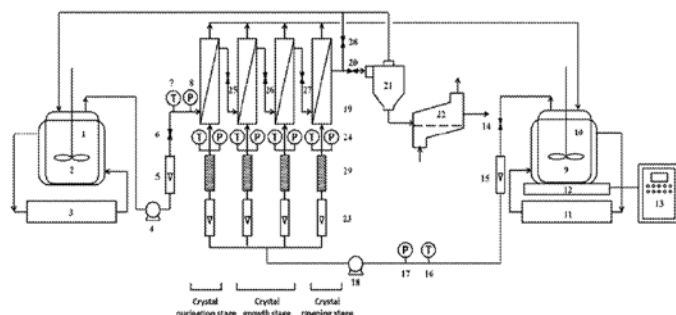 28
20
7
8
25
26
27
21
19
T
P
6
22
14
1
10
T P T P T P T P
24
5
29
15
2
9
3
12
13
23
11
4
P
T
18
17
16
Crystal
nucleation stage
Crystal
growth stage
Crystal
ripening stage